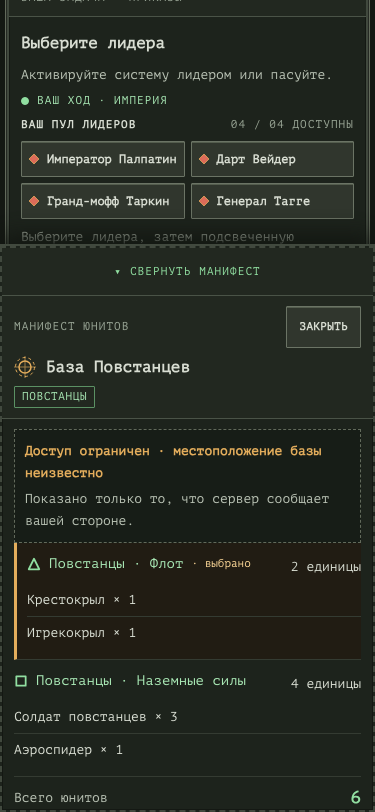 Выберите лидера
Активируйте систему лидером или пасуйте.
ВАШ ХОД · ИМПЕРИЯ
ВАШ ПУЛ ЛИДЕРОВ 04 / 04 ДОСТУПНЫ
Император Палпатин Дарт Вейдер
Гранд-мофф Таркин Генерал Тагге
Выберите лидера, затем подсвеченную
▾ СВЕРНУТЬ МАНИФЕСТ
МАНИФЕСТ ЮНИТОВ ЗАКРЫТЬ
База Повстанцев
ПОВСТАНЦЫ
Доступ ограничен · местоположение базы
неизвестно
Показано только то, что сервер сообщает
вашей стороне.
Повстанцы · Флот · выбрано 2 единицы
Крестокрыл × 1
Игрекокрыл × 1
Повстанцы · Наземные силы 4 единицы
Солдат повстанцев × 3
Аэроспидер × 1
Всего юнитов 6